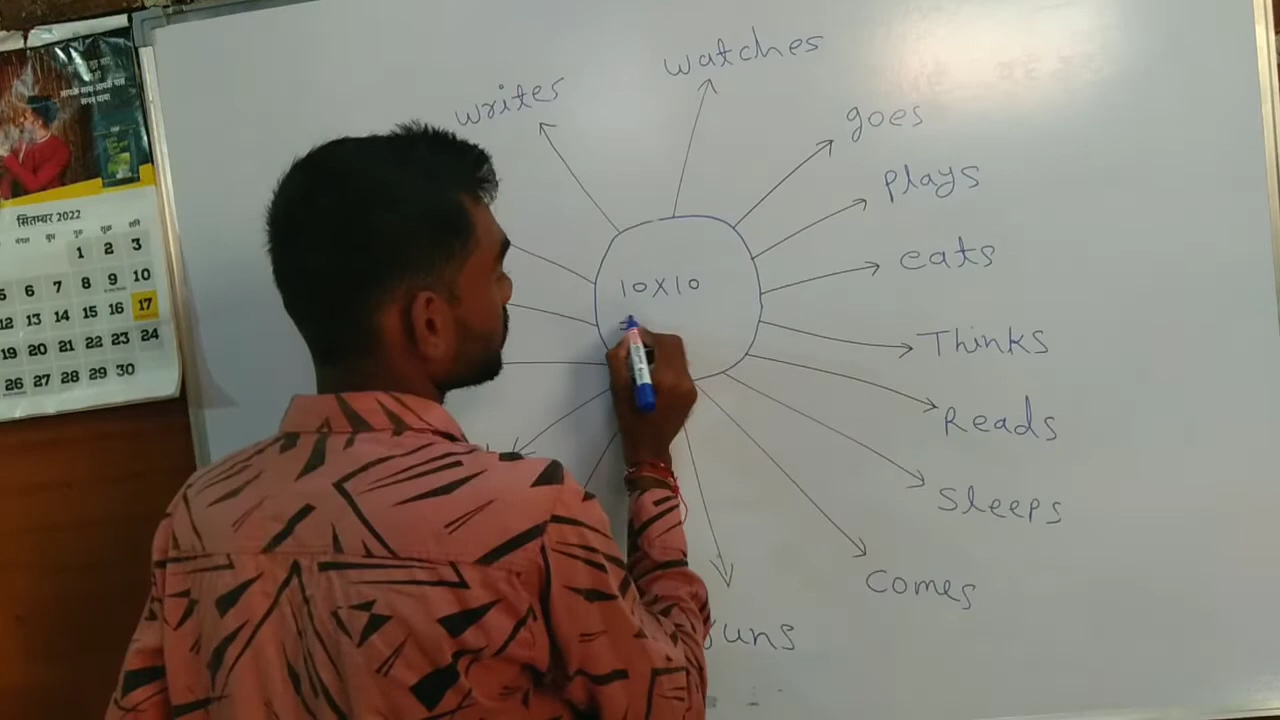 writes
watches
goes
plays
eats
10X10
=
Thinks
Reads
Sleeps
Comes
runs
सितम्बर 2022
मंगल बुध गुरु शुक्र शनि
1 2 3
5 6 7 8 9 10
12 13 14 15 16 17
19 20 21 22 23 24
26 27 28 29 30